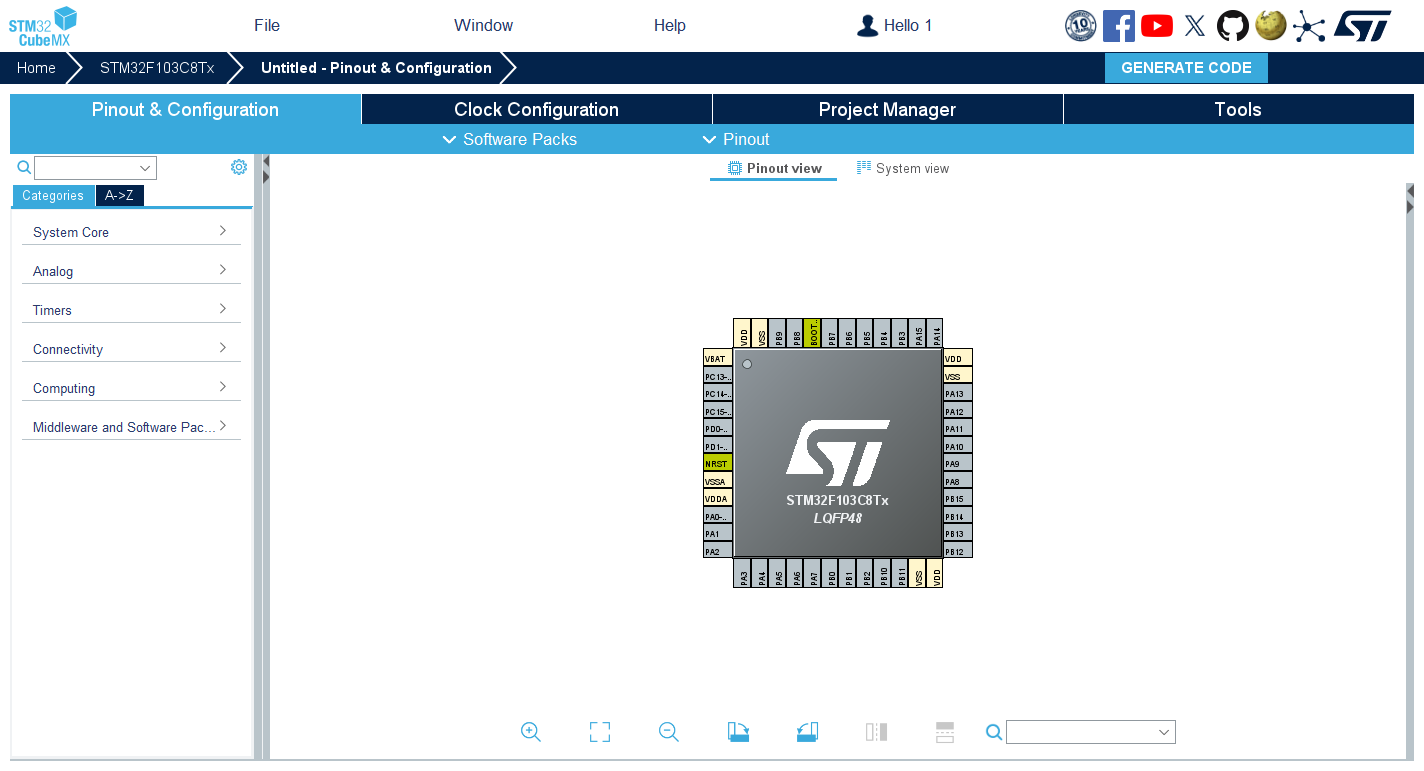 STM32 CubeMX
File Window Help Hello 1
Home STM32F103C8Tx Untitled - Pinout & Configuration GENERATE CODE
Pinout & Configuration Clock Configuration Project Manager Tools
Software Packs Pinout
Pinout view System view
Categories A->Z
System Core
Analog
Timers
Connectivity
Computing
Middleware and Software Pac...
VDD VSS PB9 PB8 BOOT.. PB7 PB6 PB5 PB4 PB3 PA15 PA14
VBAT
PC13-..
PC14-..
PC15-..
PD0-..
PD1-..
NRST
VSSA
VDDA
PA0-..
PA1
PA2
ST
STM32F103C8Tx
LQFP48
VDD
VSS
PA13
PA12
PA11
PA10
PA9
PA8
PB15
PB14
PB13
PB12
PA3 PA4 PA5 PA6 PA7 PB0 PB1 PB2 PB10 PB11 VSS VDD